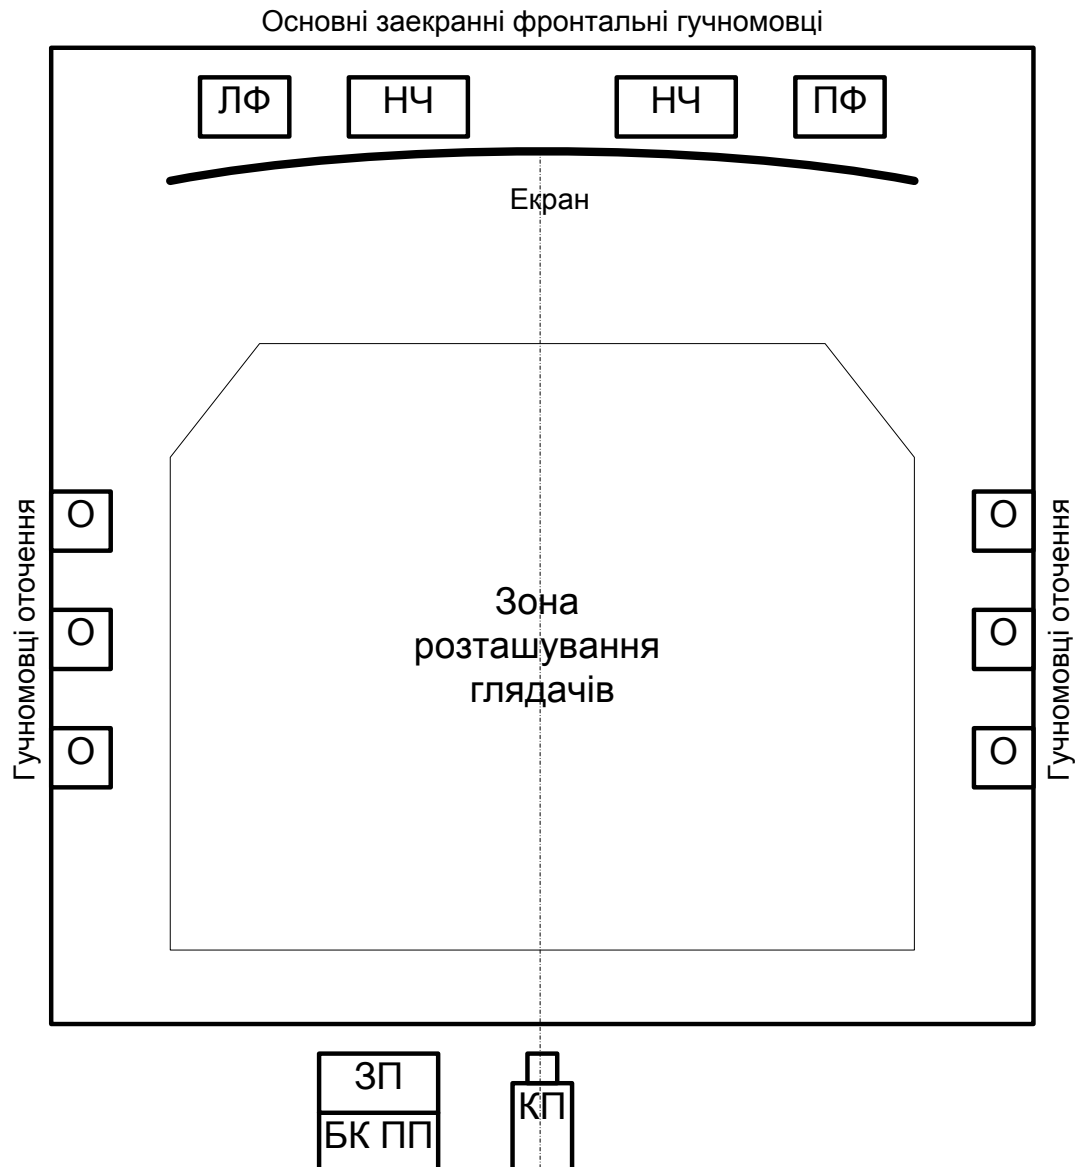 Основні заекранні фронтальні гучномовці
ЛФ
НЧ
НЧ
ПФ
Екран
Гучномовці оточення
О
О
О
Зона
розташування
глядачів
О
О
О
Гучномовці оточення
ЗП
БК ПП
КП